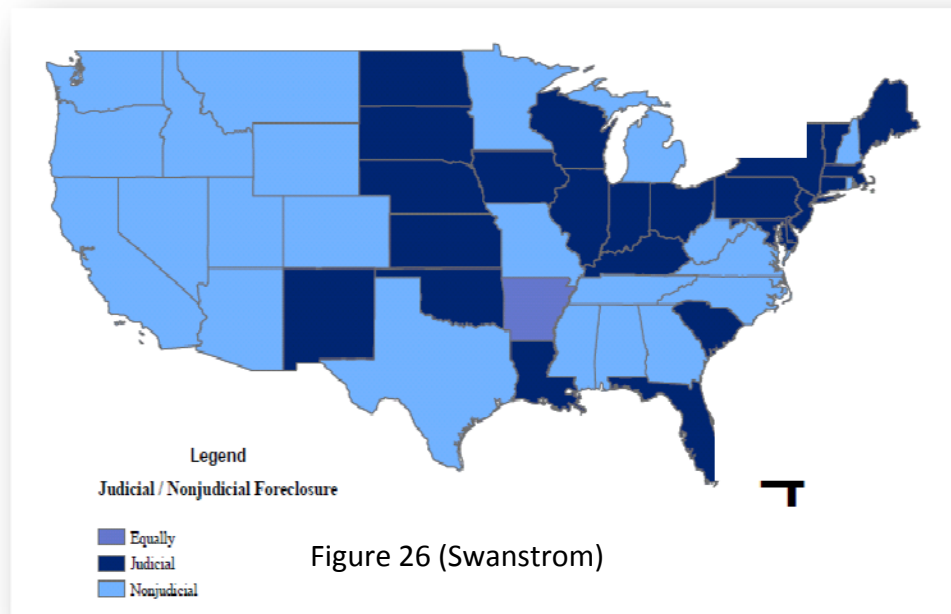 Legend
Judicial / Nonjudicial Foreclosure
Equally
Judicial
Nonjudicial
Figure 26 (Swanstrom)